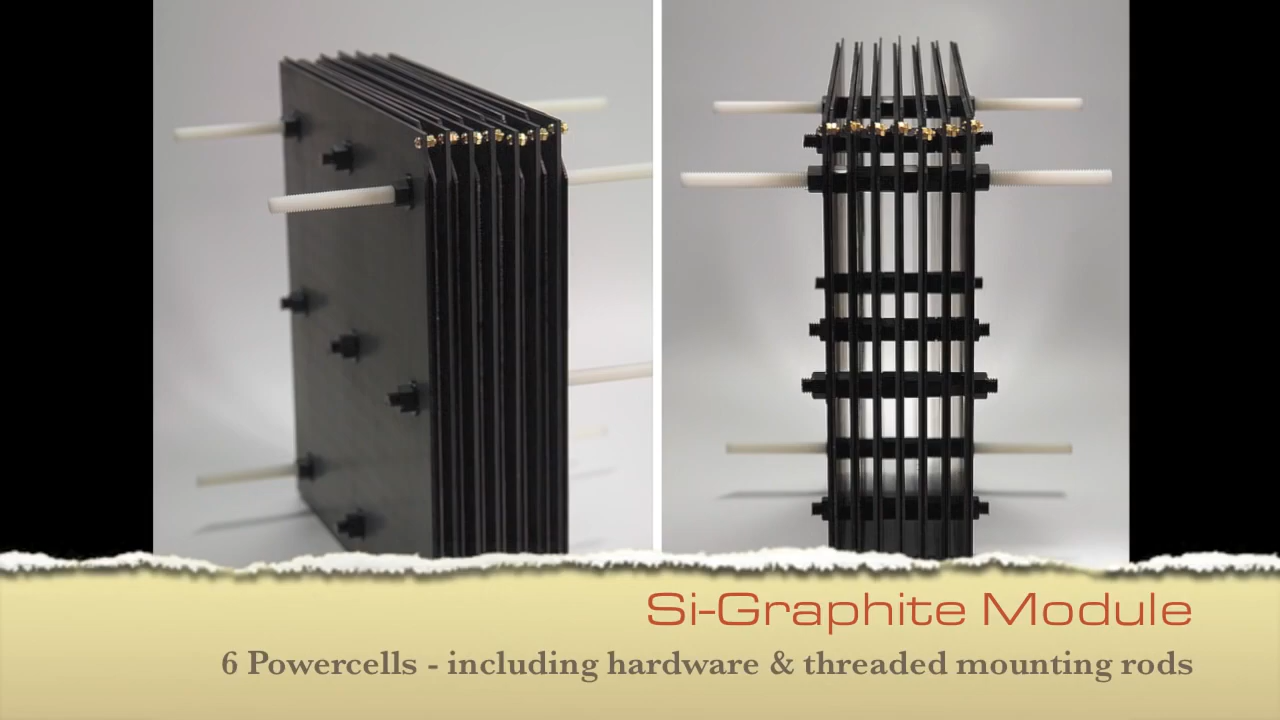 Si-Graphite Module
6 Powercells - including hardware & threaded mounting rods